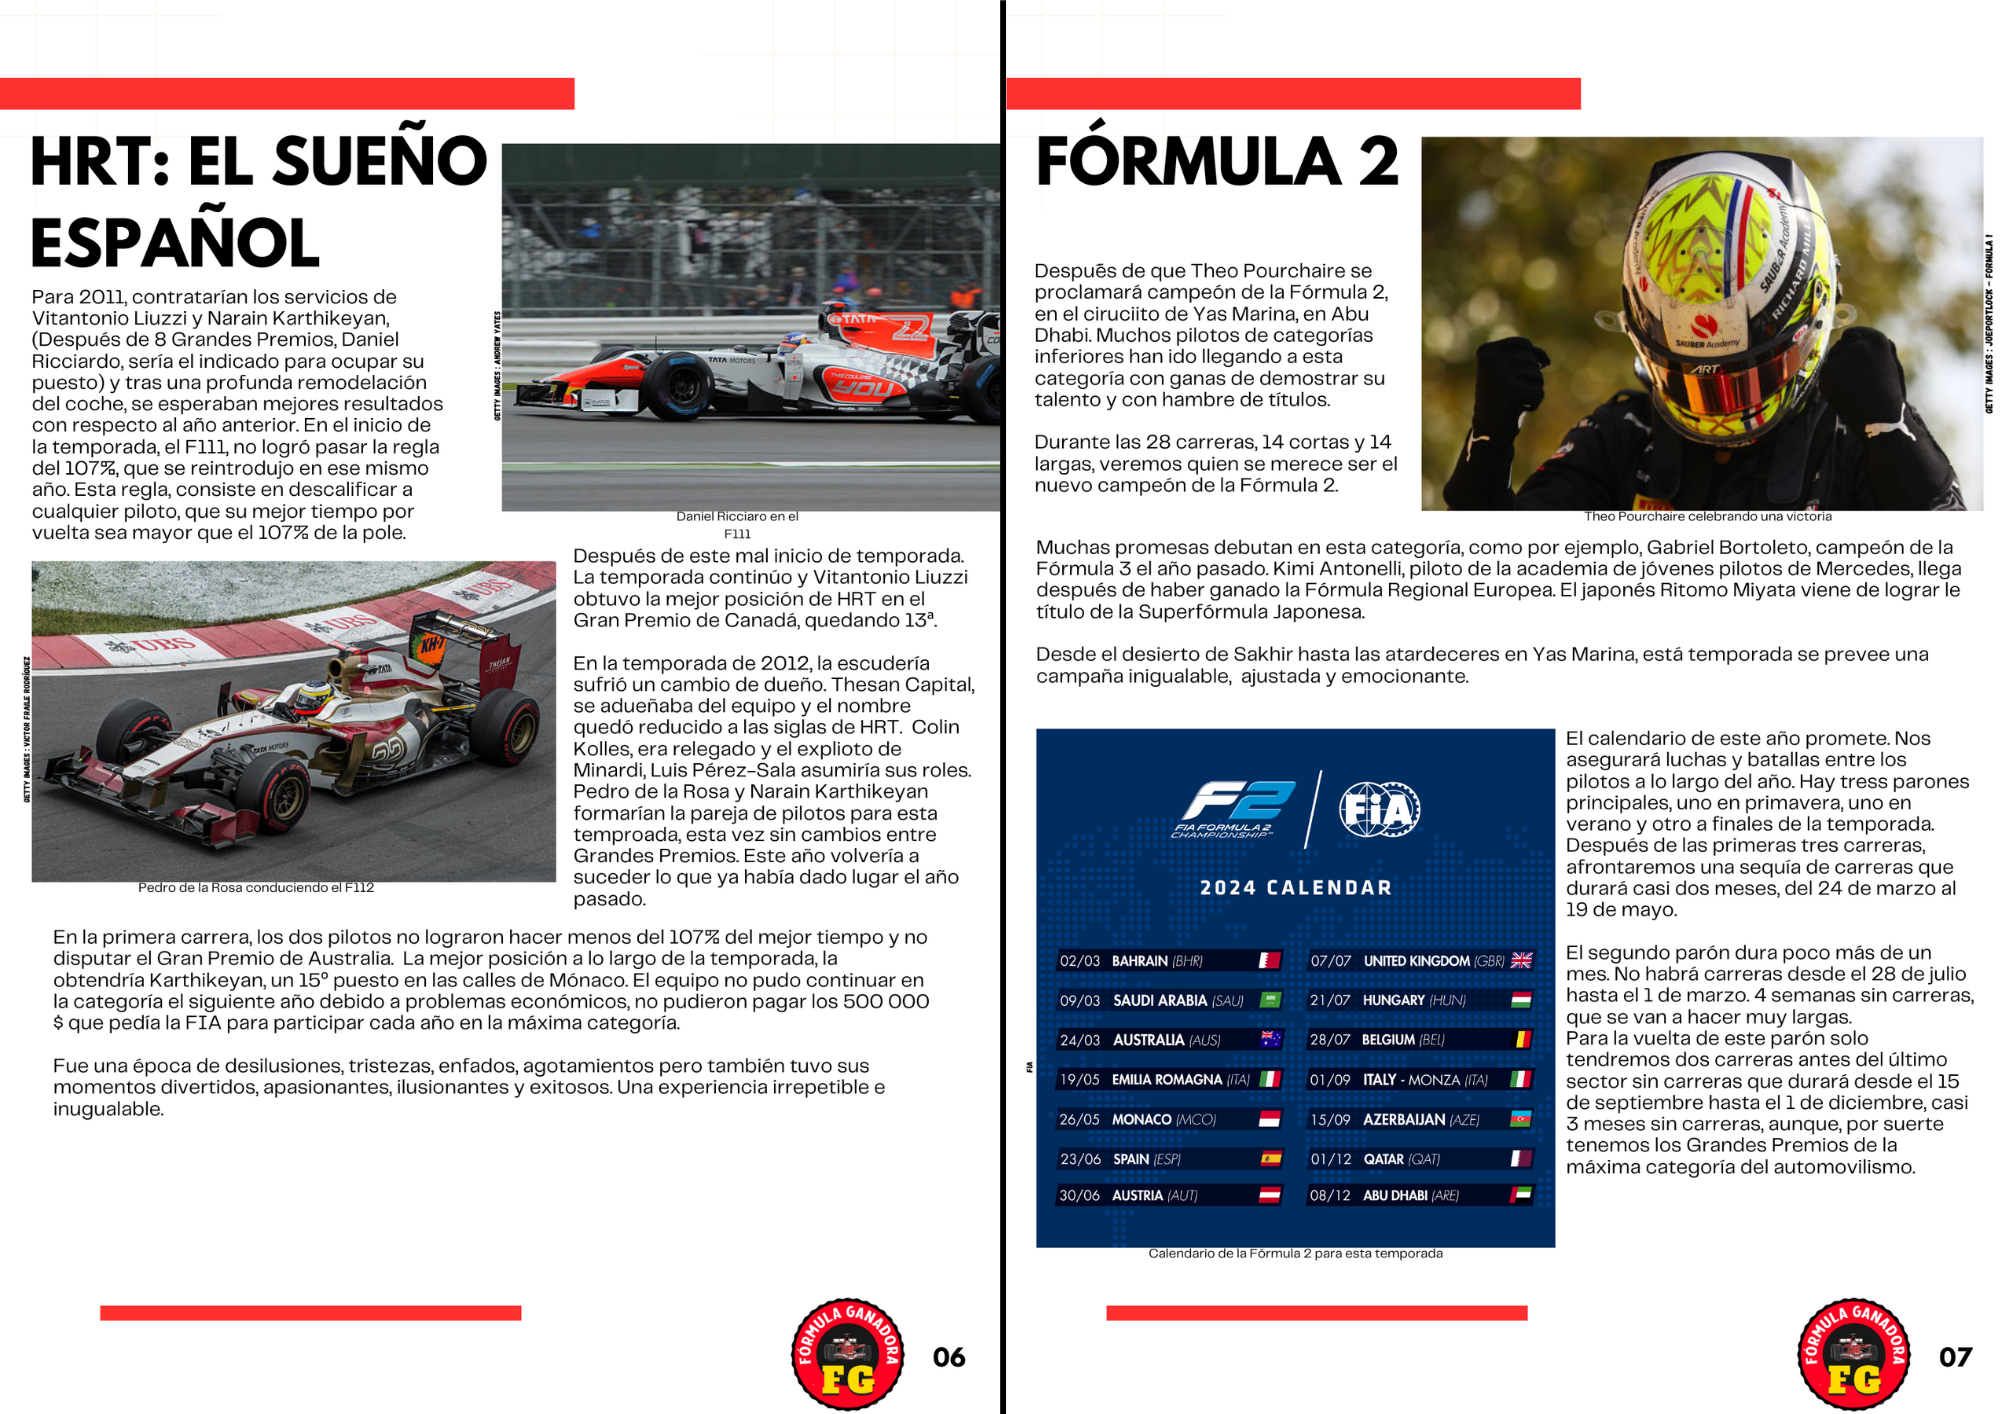 HRT: EL SUEÑO
ESPAÑOL
Para 2011, contratarían los servicios de
Vitantonio Liuzzi y Narain Karthikeyan,
(Después de 8 Grandes Premios, Daniel
Ricciardo, sería el indicado para ocupar su
puesto) y tras una profunda remodelación
del coche, se esperaban mejores resultados
con respecto al año anterior. En el inicio de
la temporada, el F111, no logró pasar la regla
del 107%, que se reintrodujo en ese mismo
año. Esta regla, consiste en descalificar a
cualquier piloto, que su mejor tiempo por
vuelta sea mayor que el 107% de la pole.
GETTY IMAGES : ANDREW YATES
TATA
22
TATA MOTORS
YOU
Daniel Ricciaro en el
F111
GETTY IMAGES : VICTOR FRAILE RODRÍGUEZ
UBS
UBS
UBS
KH-7
TATA
THESAN
TATA MOTORS
Pedro de la Rosa conduciendo el F112
Después de este mal inicio de temporada.
La temporada continúo y Vitantonio Liuzzi
obtuvo la mejor posición de HRT en el
Gran Premio de Canadá, quedando 13ª.
En la temporada de 2012, la escudería
sufrió un cambio de dueño. Thesan Capital,
se adueñaba del equipo y el nombre
quedó reducido a las siglas de HRT.  Colin
Kolles, era relegado y el explioto de
Minardi, Luis Pérez-Sala asumiría sus roles.
Pedro de la Rosa y Narain Karthikeyan
formarían la pareja de pilotos para esta
temproada, esta vez sin cambios entre
Grandes Premios. Este año volvería a
suceder lo que ya había dado lugar el año
pasado.
En la primera carrera, los dos pilotos no lograron hacer menos del 107% del mejor tiempo y no
disputar el Gran Premio de Australia.  La mejor posición a lo largo de la temporada, la
obtendría Karthikeyan, un 15º puesto en las calles de Mónaco. El equipo no pudo continuar en
la categoría el siguiente año debido a problemas económicos, no pudieron pagar los 500 000
$ que pedía la FIA para participar cada año en la máxima categoría.
Fue una época de desilusiones, tristezas, enfados, agotamientos pero también tuvo sus
momentos divertidos, apasionantes, ilusionantes y exitosos. Una experiencia irrepetible e
inugualable.
FÓRMULA GANADORA
FG
06
FÓRMULA 2
Despuẽs de que Theo Pourchaire se
proclamará campeón de la Fórmula 2,
en el ciruciito de Yas Marina, en Abu
Dhabi. Muchos pilotos de categorías
inferiores han ido llegando a esta
categoría con ganas de demostrar su
talento y con hambre de títulos.
Durante las 28 carreras, 14 cortas y 14
largas, veremos quien se merece ser el
nuevo campeón de la Fórmula 2.
SAUBER Academy
RICHARD MILLE
SAUBER Academy
ART
GETTY IMAGES : JOEPORTLOCK - FORMULA 1
Theo Pourchaire celebrando una victoria
Muchas promesas debutan en esta categoría, como por ejemplo, Gabriel Bortoleto, campeón de la
Fórmula 3 el año pasado. Kimi Antonelli, piloto de la academia de jóvenes pilotos de Mercedes, llega
después de haber ganado la Fórmula Regional Europea. El japonés Ritomo Miyata viene de lograr le
título de la Superfórmula Japonesa.
Desde el desierto de Sakhir hasta las atardeceres en Yas Marina, está temporada se prevee una
campaña inigualable,  ajustada y emocionante.
F2
FIA FORMULA 2
CHAMPIONSHIP™
FIA
2024 CALENDAR
02/03 BAHRAIN (BHR)
09/03 SAUDI ARABIA (SAU)
24/03 AUSTRALIA (AUS)
19/05 EMILIA ROMAGNA (ITA)
26/05 MONACO (MCO)
23/06 SPAIN (ESP)
30/06 AUSTRIA (AUT)
07/07 UNITED KINGDOM (GBR)
21/07 HUNGARY (HUN)
28/07 BELGIUM (BEL)
01/09 ITALY - MONZA (ITA)
15/09 AZERBAIJAN (AZE)
01/12 QATAR (QAT)
08/12 ABU DHABI (ARE)
FIA
Calendario de la Fórmula 2 para esta temporada
El calendario de este año promete. Nos
asegurará luchas y batallas entre los
pilotos a lo largo del año. Hay tress parones
principales, uno en primavera, uno en
verano y otro a finales de la temporada.
Después de las primeras tres carreras,
afrontaremos una sequía de carreras que
durará casi dos meses, del 24 de marzo al
19 de mayo.
El segundo parón dura poco más de un
mes. No habrá carreras desde el 28 de julio
hasta el 1 de marzo. 4 semanas sin carreras,
que se van a hacer muy largas.
Para la vuelta de este parón solo
tendremos dos carreras antes del último
sector sin carreras que durará desde el 15
de septiembre hasta el 1 de diciembre, casi
3 meses sin carreras, aunque, por suerte
tenemos los Grandes Premios de la
máxima categoría del automovilismo.
FÓRMULA GANADORA
FG
07